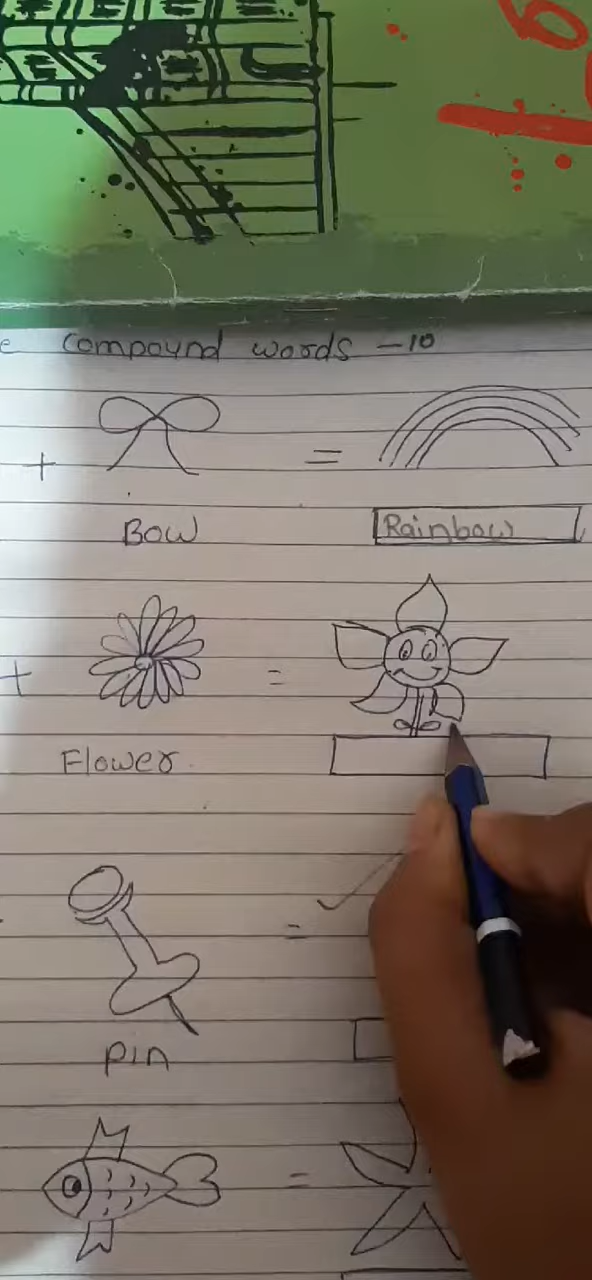 compound words - 10
+ =
Bow Rainbow
+ =
Flower
=
pin
=